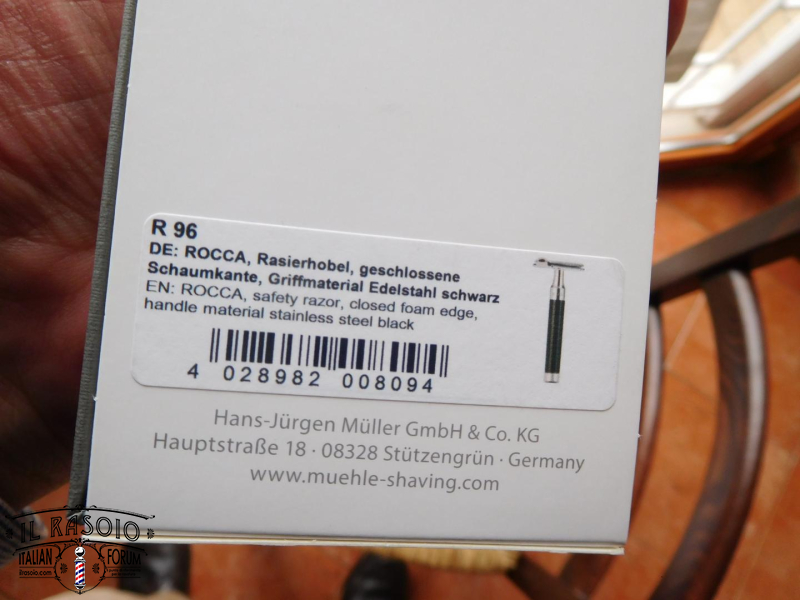 R 96
DE: ROCCA, Rasierhobel, geschlossene
Schaumkante, Griffmaterial Edelstahl schwarz
EN: ROCCA, safety razor, closed foam edge,
handle material stainless steel black
4 028982 008094
Hans-Jürgen Müller GmbH & Co. KG
Hauptstraße 18 · 08328 Stützengrün · Germany
www.muehle-shaving.com
IL RASOIO
ITALIAN FORUM
ilRasoio.com